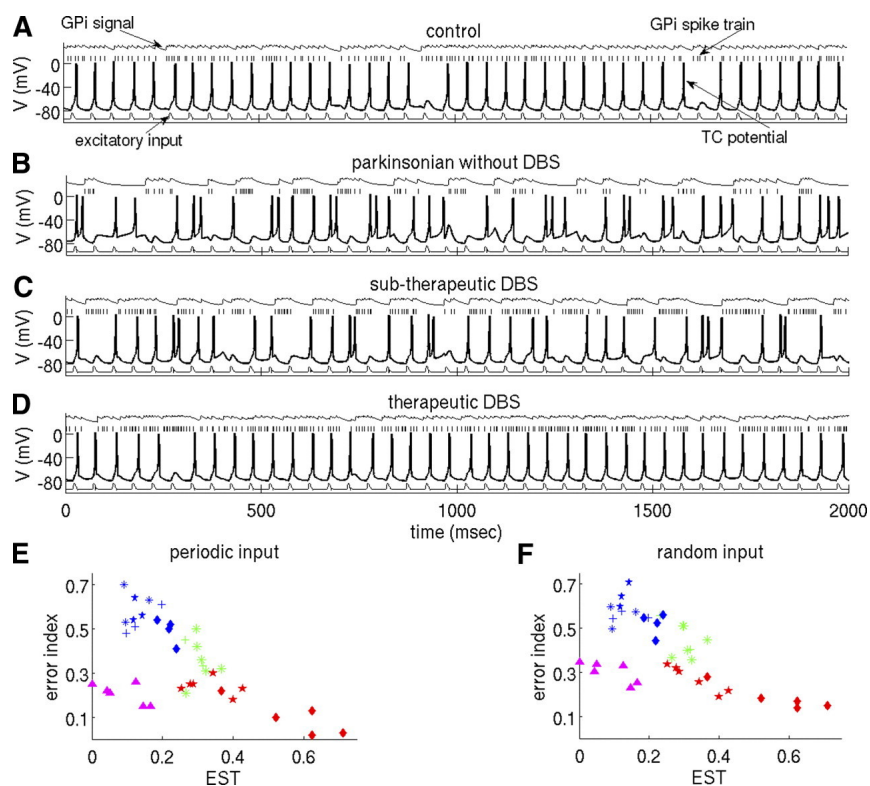 A
GPi signal
control
GPi spike train
V (mV)
0
-40
-80
excitatory input
TC potential
B
parkinsonian without DBS
V (mV)
0
-40
-80
C
sub-therapeutic DBS
V (mV)
0
-40
-80
D
therapeutic DBS
V (mV)
0
-40
-80
0 500 1000 1500 2000
time (msec)
E
periodic input
error index
0.7
0.5
0.3
0.1
0 0.2 0.4 0.6
EST
F
random input
error index
0.7
0.5
0.3
0.1
0 0.2 0.4 0.6
EST